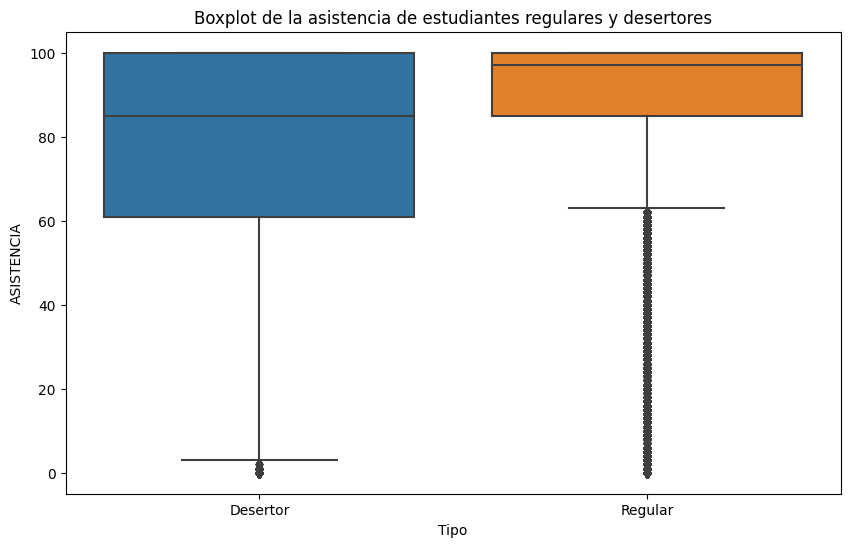 Boxplot de la asistencia de estudiantes regulares y desertores
100
80
60
40
20
0
ASISTENCIA
Desertor Regular
Tipo